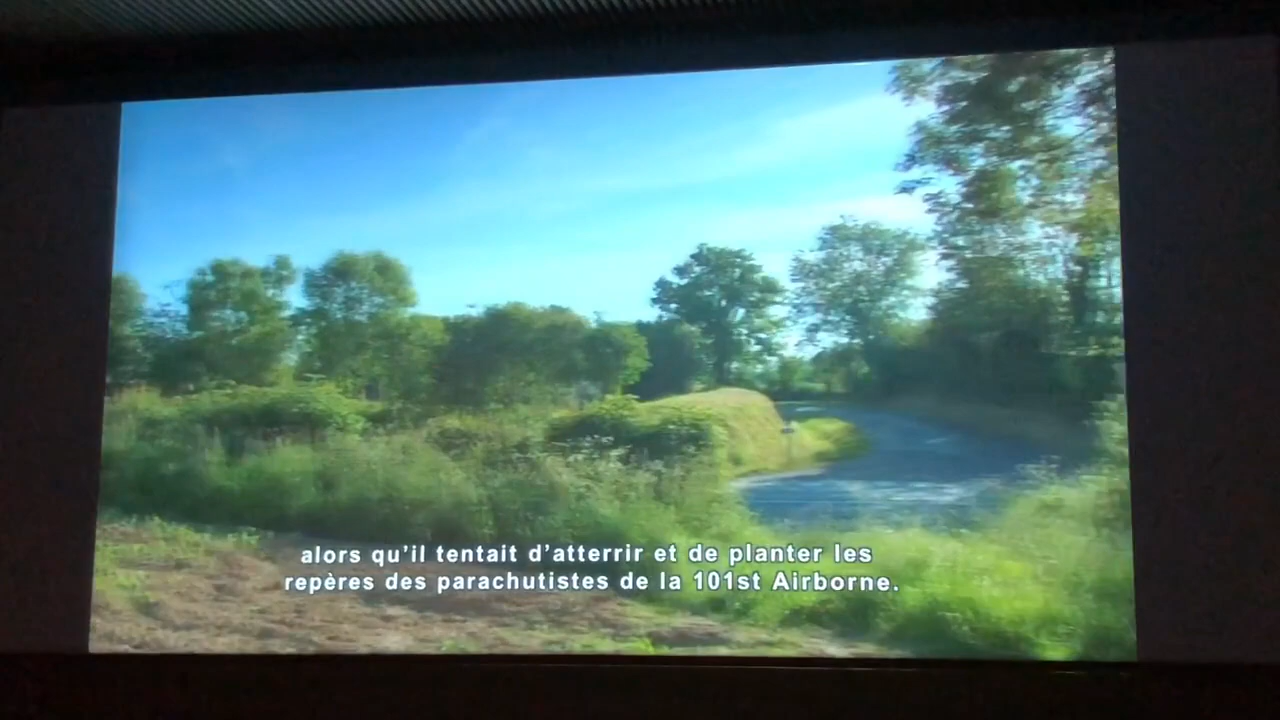 alors qu'il tentait d'atterrir et de planter les
repères des parachutistes de la 101st Airborne.